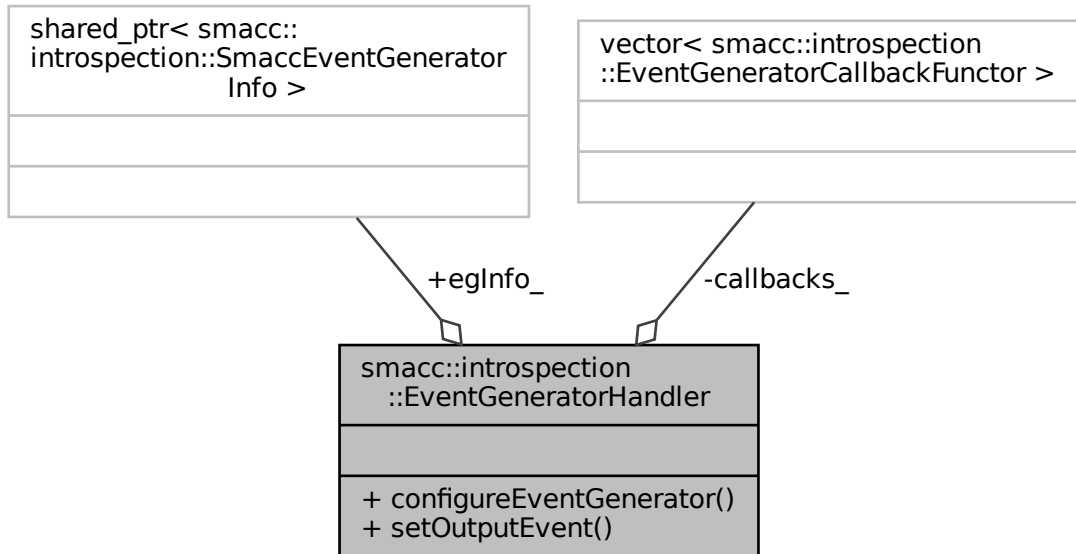 shared_ptr< smacc::
introspection::SmaccEventGenerator
Info >
vector< smacc::introspection
::EventGeneratorCallbackFunctor >
+egInfo_
-callbacks_
smacc::introspection
::EventGeneratorHandler
+ configureEventGenerator()
+ setOutputEvent()